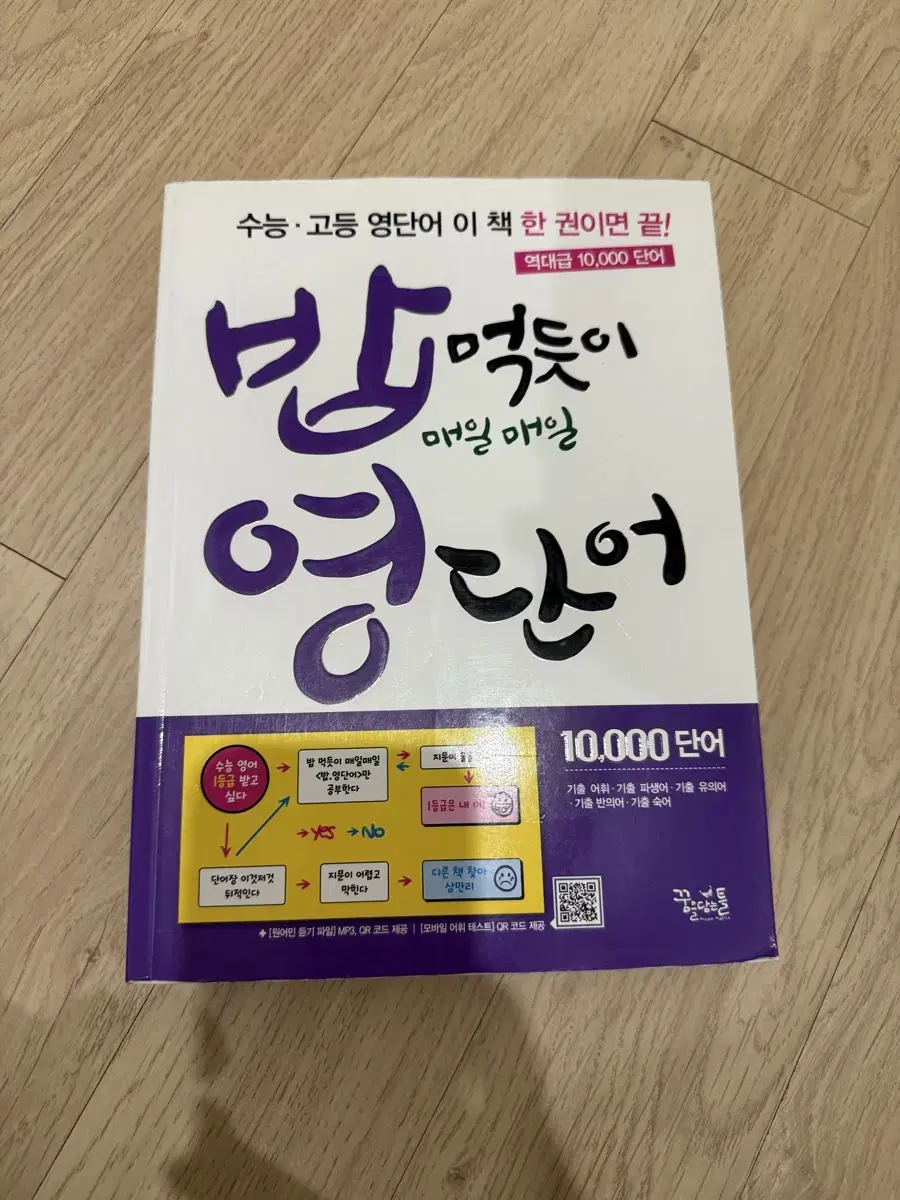 수능·고등 영단어 이 책 한 권이면 끝!
역대급 10,000 단어
밥 먹듯이
매일 매일
영단어
10,000 단어
기출 어휘·기출 파생어·기출 유의어
·기출 반의어·기출 숙어
수능 영어
1등급 받고
싶다
밥 먹듯이 매일매일
<밥.영단어>만
공부한다
지문이
1등급은 내
YES
NO
단어장 이것저것
뒤적인다
지문이 어렵고
막힌다
다른 책 찾아
삼만리
+ [원어민 듣기 파일] MP3, QR 코드 제공 | [모바일 어휘 테스트] QR 코드 제공
꿈을담는틀